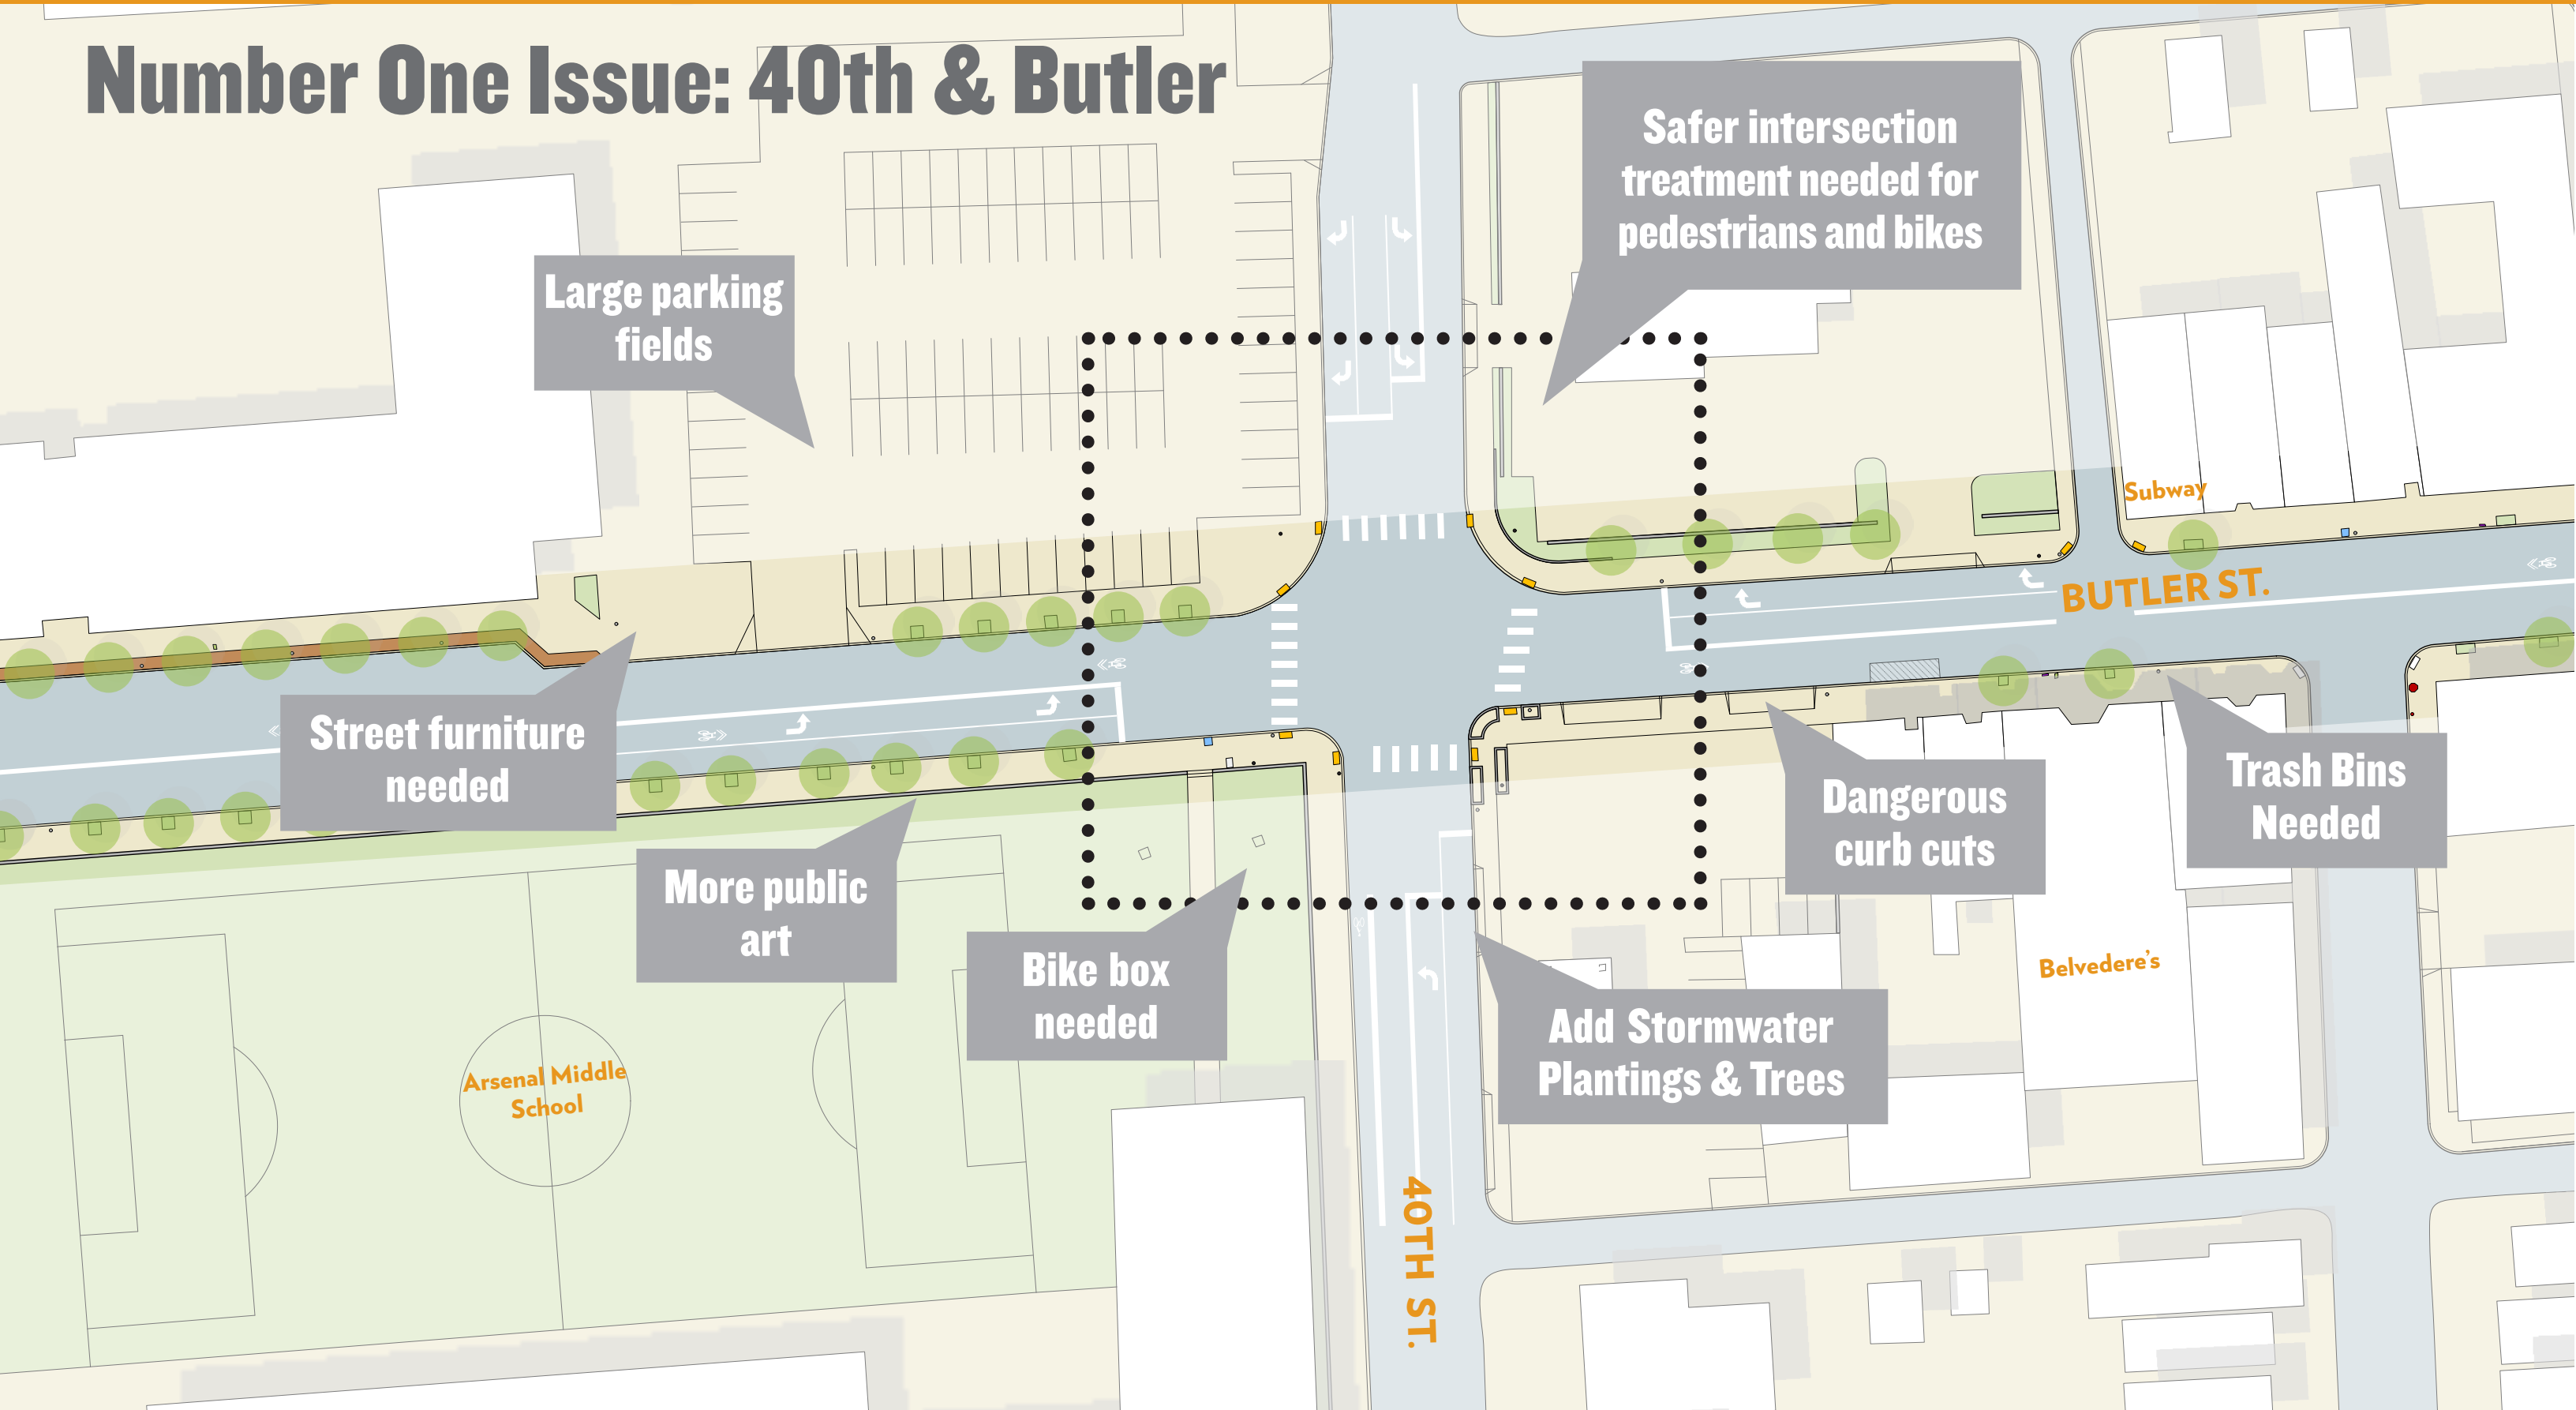 Number One Issue: 40th & Butler
Safer intersection
treatment needed for
pedestrians and bikes
Large parking
fields
Subway
BUTLER ST.
Street furniture
needed
More public
art
Bike box
needed
Dangerous
curb cuts
Trash Bins
Needed
Belvedere's
Add Stormwater
Plantings & Trees
Arsenal Middle
School
40TH ST.